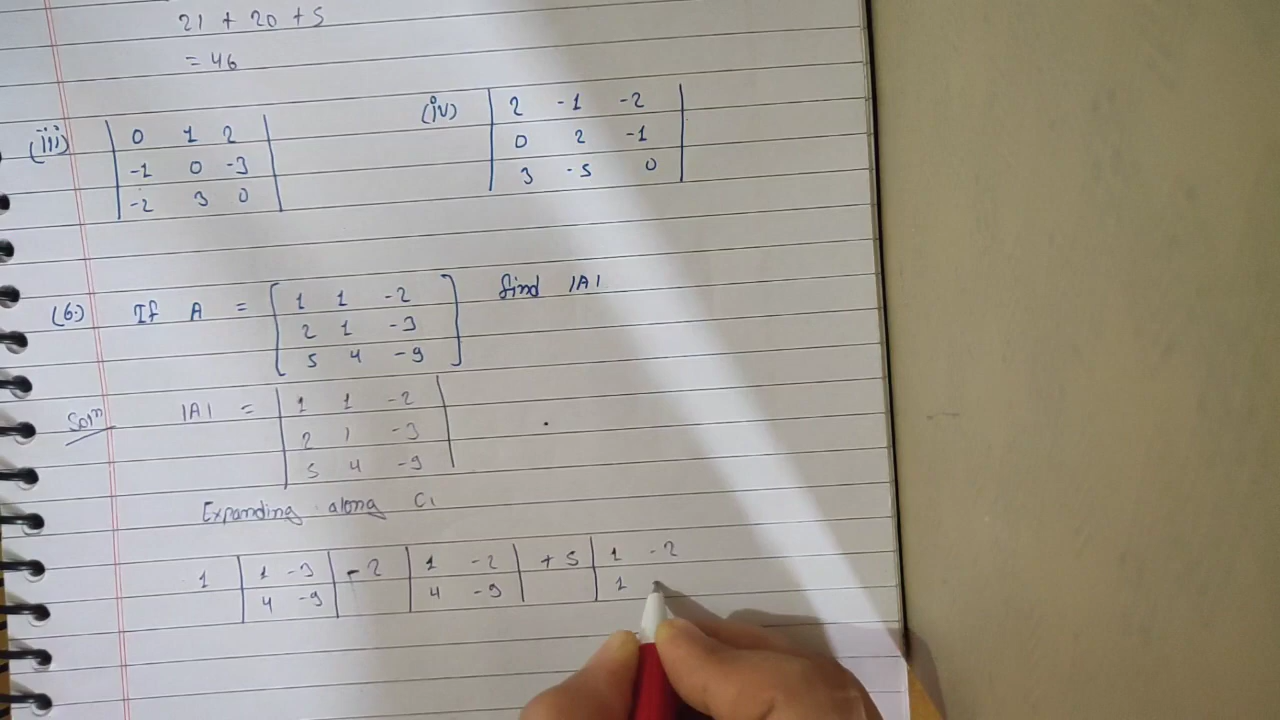 21 + 20 + 5
= 46
(iii) | 0 1 2 |
| -1 0 -3 |
| -2 3 0 |
(iv) | 2 -1 -2 |
| 0 2 -1 |
| 3 -5 0 |
(6.) If A = [ 1 1 -2 ] find |A|
[ 2 1 -3 ]
[ 5 4 -9 ]
Soln |A| = | 1 1 -2 |
| 2 1 -3 |
| 5 4 -9 |
Expanding along C1
1 | 1 -3 | -2 | 1 -2 | +5 | 1 -2
| 4 -9 | | 4 -9 | | 1